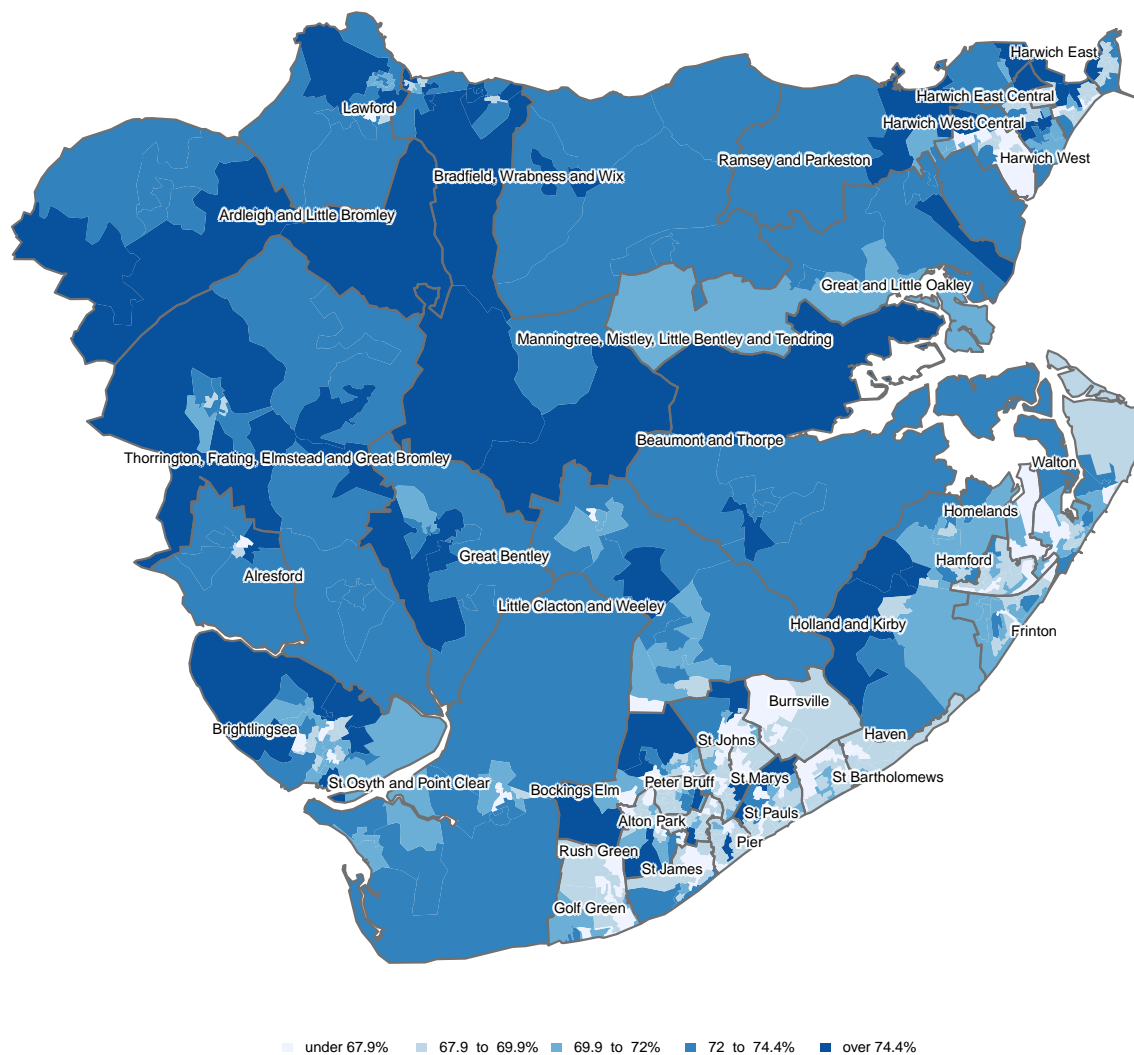 Harwich East
Lawford
Harwich East Central
Harwich West Central
Harwich West
Ramsey and Parkeston
Bradfield, Wrabness and Wix
Ardleigh and Little Bromley
Great and Little Oakley
Manningtree, Mistley, Little Bentley and Tendring
Beaumont and Thorpe
Thorrington, Frating, Elmstead and Great Bromley
Walton
Homelands
Great Bentley
Hamford
Alresford
Little Clacton and Weeley
Holland and Kirby
Frinton
Burrsville
Brightlingsea
Haven
St Johns
St Osyth and Point Clear
Bockings Elm
Peter Bruff
St Marys
St Bartholomews
Alton Park
St Pauls
Pier
Rush Green
St James
Golf Green
under 67.9% 67.9 to 69.9% 69.9 to 72% 72 to 74.4% over 74.4%